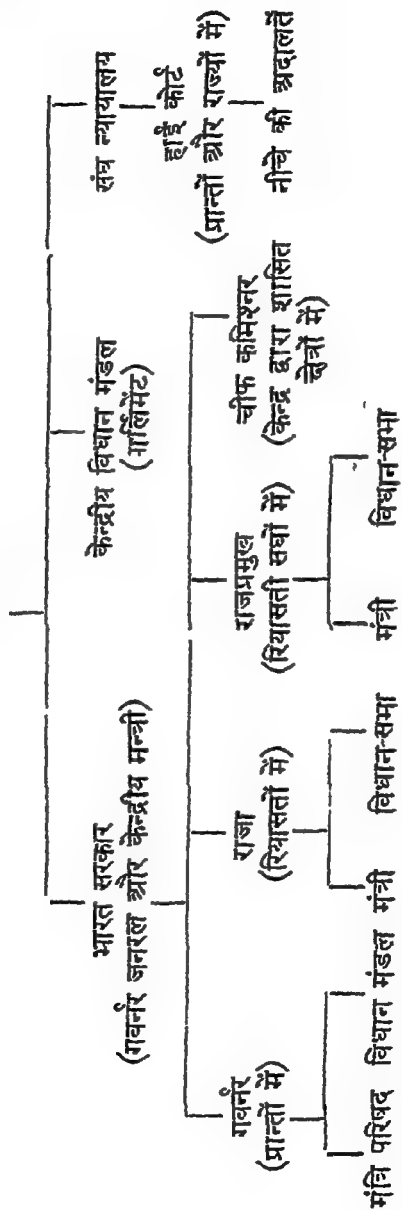 भारत सरकार
(गवर्नर जनरल और केन्द्रीय मन्त्री)
केन्द्रीय विधान मंडल
(पार्लिमेंट)
संघ न्यायालय
हाई कोर्ट
(प्रान्तों और राज्यों में)
नीचे की अदालतें
गवर्नर
(प्रान्तों में)
राजा
(रियासतों में)
राजप्रमुख
(रियासती संघों में)
चीफ कमिश्नर
(केन्द्र द्वारा शासित
क्षेत्रों में)
मंत्रि परिषद विधान मंडल
मंत्री विधान-सभा
मंत्री विधान-सभा